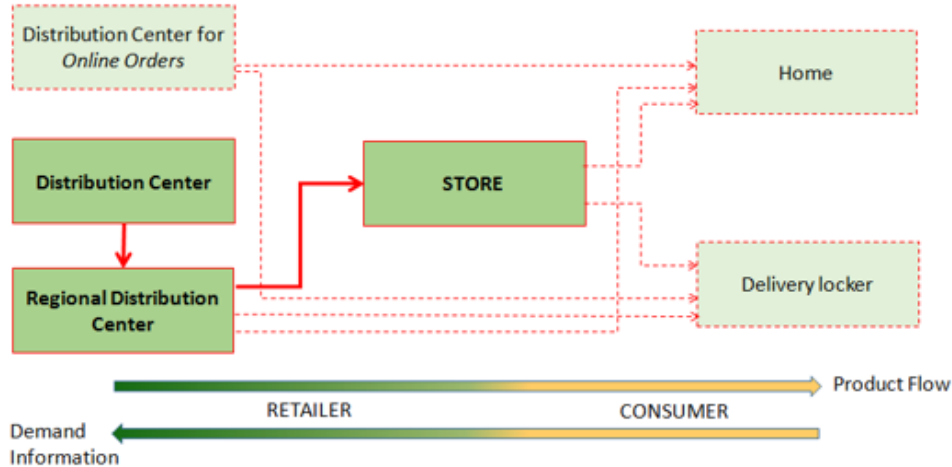 Distribution Center for
Online Orders
Home
Distribution Center
STORE
Regional Distribution
Center
Delivery locker
Product Flow
RETAILER
CONSUMER
Demand
Information